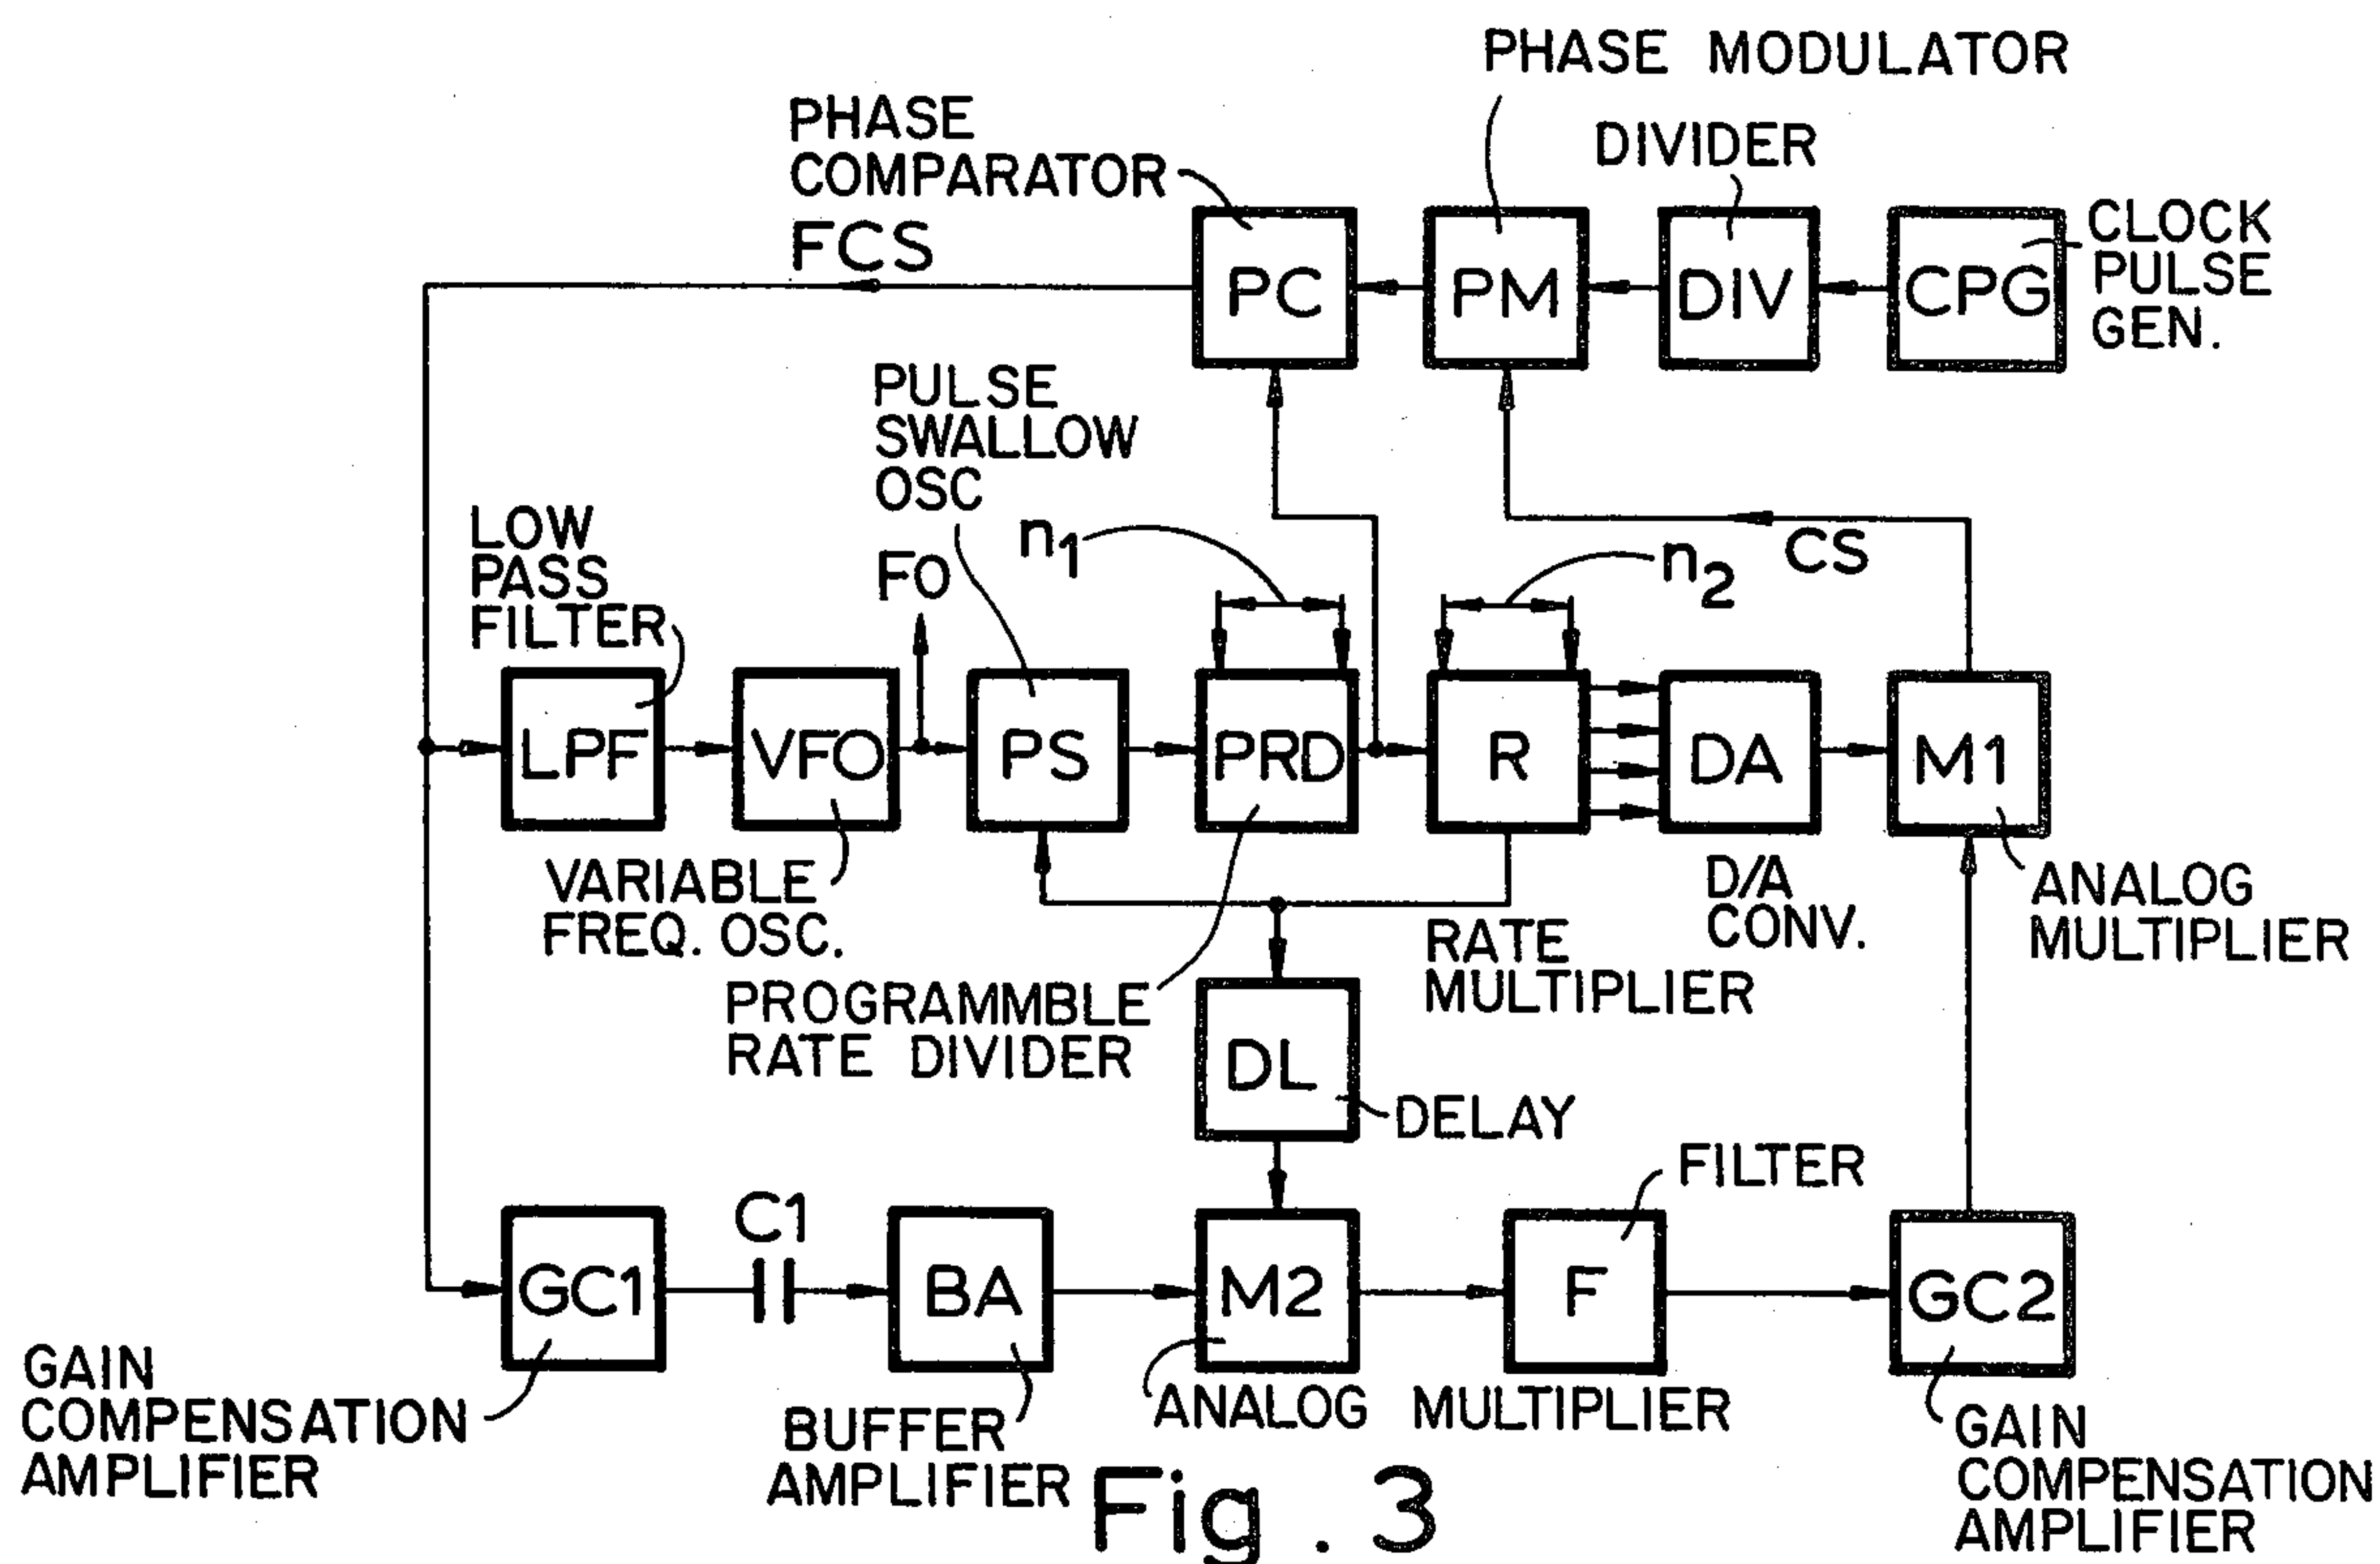 PHASE MODULATOR
PHASE
COMPARATOR
DIVIDER
FCS
CLOCK
PULSE
GEN.
PC
PM
DIV
CPG
PULSE
SWALLOW
OSC
LOW
PASS
FILTER
FO
n1
n2
CS
LPF
VFO
PS
PRD
R
DA
M1
VARIABLE
FREQ. OSC.
D/A
CONV.
ANALOG
MULTIPLIER
RATE
MULTIPLIER
PROGRAMMBLE
RATE DIVIDER
DL
DELAY
FILTER
C1
GC1
BA
M2
F
GC2
GAIN
COMPENSATION
AMPLIFIER
BUFFER
AMPLIFIER
ANALOG MULTIPLIER
GAIN
COMPENSATION
AMPLIFIER
Fig. 3